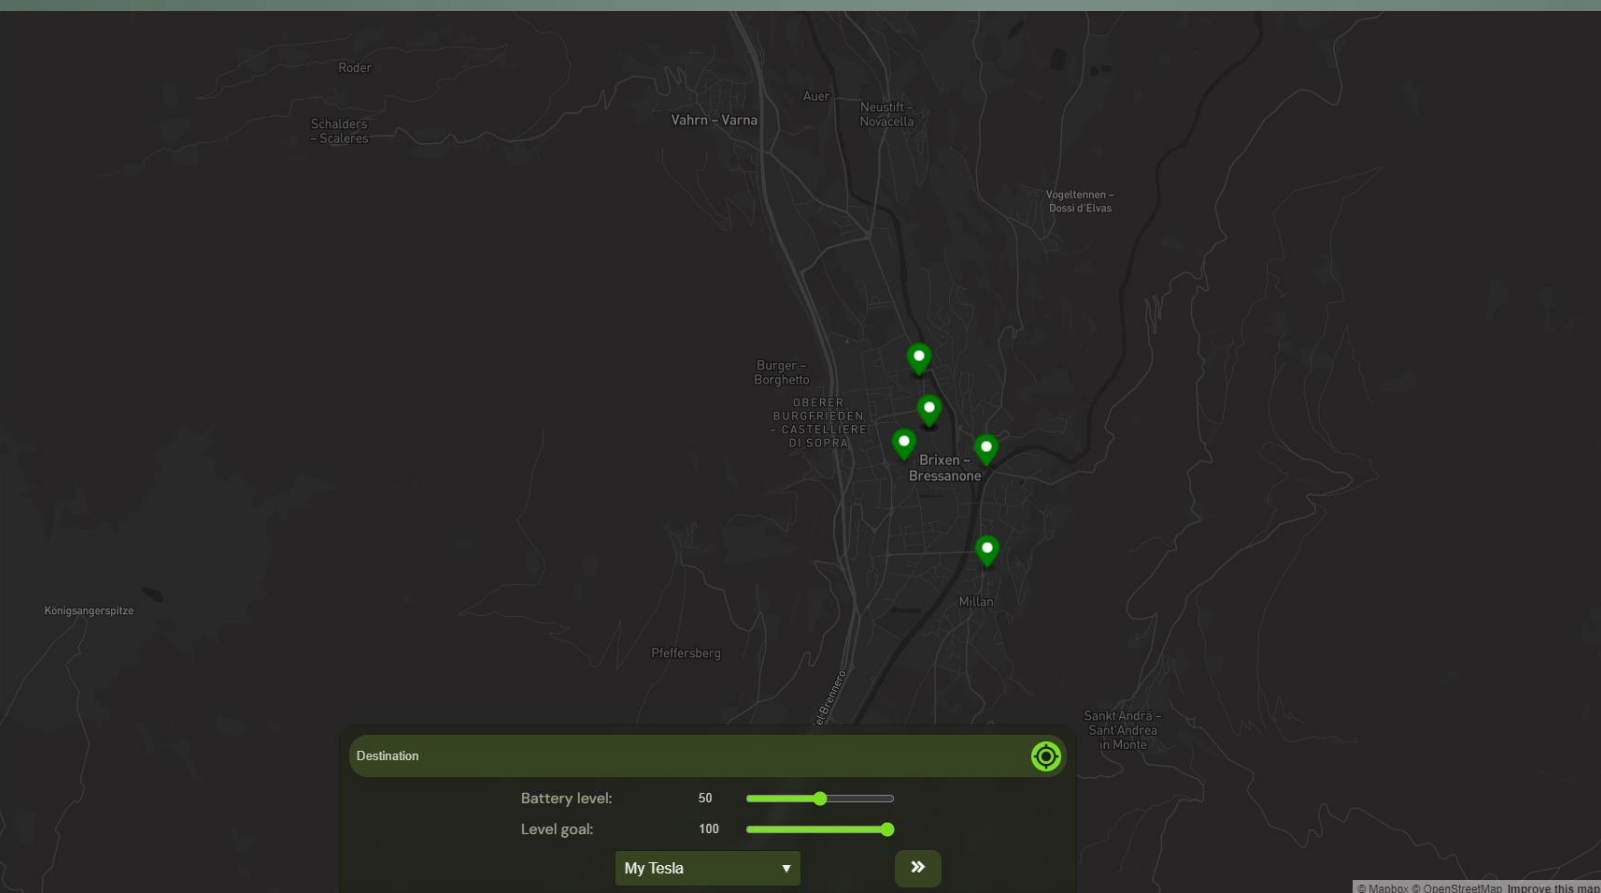 Roder
Auer
Neustift –
Novacella
Vahrn – Varna
Schalders
– Scaleres
Vogeltennen –
Dossi d'Elvas
Burger –
Borghetto
OBERER
BURGFRIEDEN
- CASTELLIERE
DI SOPRA
Brixen –
Bressanone
Millan
Königsangerspitze
Pfeffersberg
el Brennero
Sankt Andrä –
Sant'Andrea
in Monte
Destination
Battery level: 50
Level goal: 100
My Tesla
© Mapbox © OpenStreetMap Improve this map